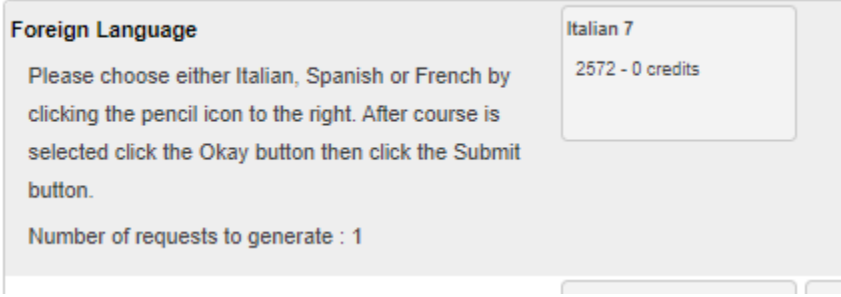 Foreign Language
Italian 7
2572 - 0 credits
Please choose either Italian, Spanish or French by
clicking the pencil icon to the right. After course is
selected click the Okay button then click the Submit
button.
Number of requests to generate : 1